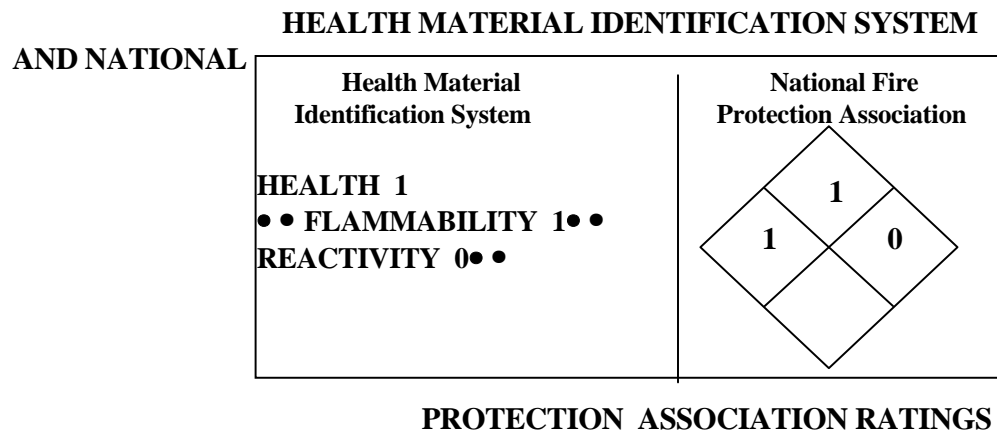 HEALTH MATERIAL IDENTIFICATION SYSTEM
AND NATIONAL
Health Material
Identification System
HEALTH 1
•• FLAMMABILITY 1••
REACTIVITY 0••
National Fire
Protection Association
1
1 0
PROTECTION ASSOCIATION RATINGS